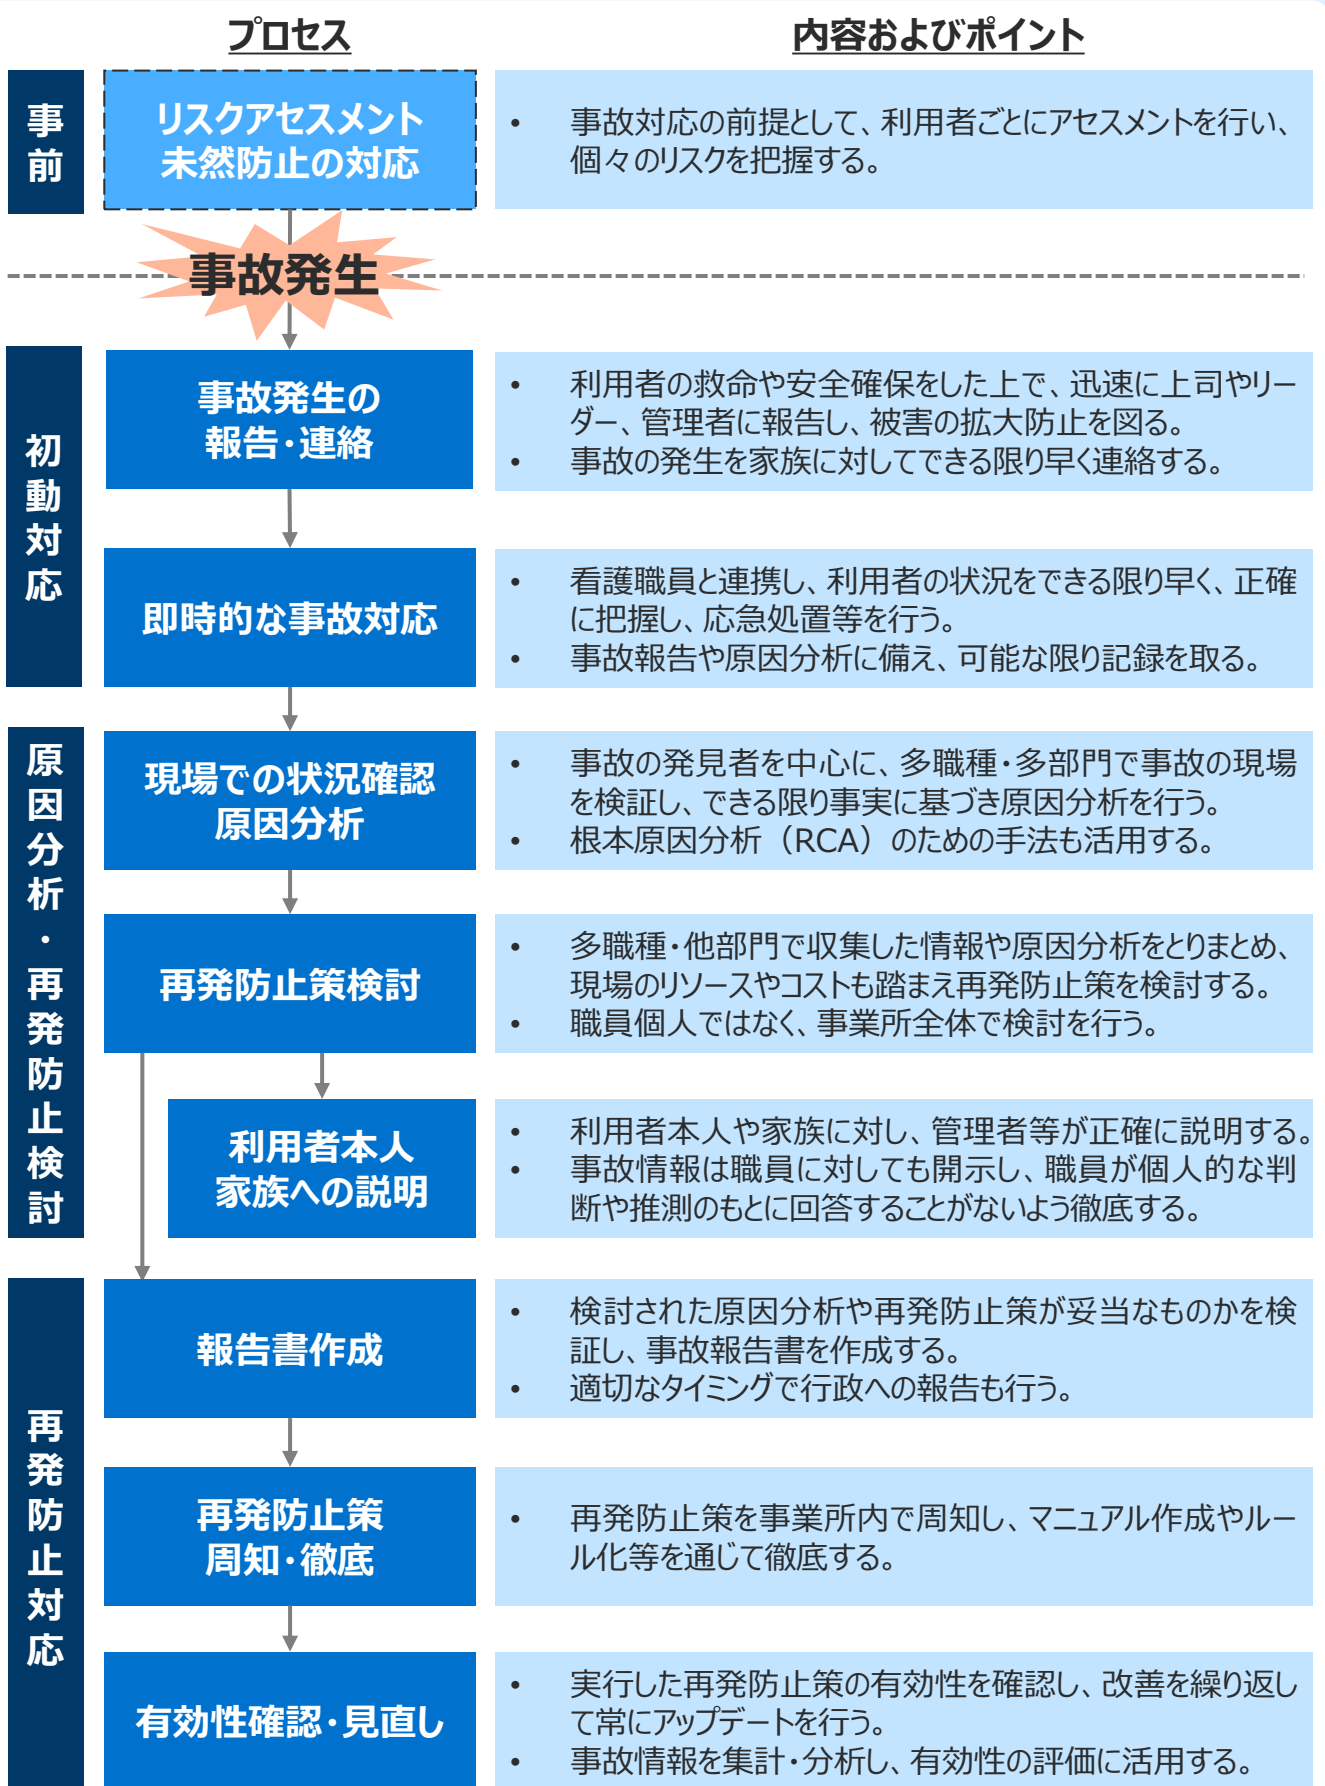 プロセス
内容およびポイント
事前
リスクアセスメント
未然防止の対応
• 事故対応の前提として、利用者ごとにアセスメントを行い、
個々のリスクを把握する。
事故発生
初動対応
事故発生の
報告・連絡
• 利用者の救命や安全確保をした上で、迅速に上司やリー
ダー、管理者に報告し、被害の拡大防止を図る。
• 事故の発生を家族に対してできる限り早く連絡する。
即時的な事故対応
• 看護職員と連携し、利用者の状況をできる限り早く、正確
に把握し、応急処置等を行う。
• 事故報告や原因分析に備え、可能な限り記録を取る。
原因分析・再発防止検討
現場での状況確認
原因分析
• 事故の発見者を中心に、多職種・多部門で事故の現場
を検証し、できる限り事実に基づき原因分析を行う。
• 根本原因分析（RCA）のための手法も活用する。
再発防止策検討
• 多職種・他部門で収集した情報や原因分析をとりまとめ、
現場のリソースやコストも踏まえ再発防止策を検討する。
• 職員個人ではなく、事業所全体で検討を行う。
利用者本人
家族への説明
• 利用者本人や家族に対し、管理者等が正確に説明する。
• 事故情報は職員に対しても開示し、職員が個人的な判
断や推測のもとに回答することがないよう徹底する。
再発防止対応
報告書作成
• 検討された原因分析や再発防止策が妥当なものかを検
証し、事故報告書を作成する。
• 適切なタイミングで行政への報告も行う。
再発防止策
周知・徹底
• 再発防止策を事業所内で周知し、マニュアル作成やルー
ル化等を通じて徹底する。
有効性確認・見直し
• 実行した再発防止策の有効性を確認し、改善を繰り返し
て常にアップデートを行う。
• 事故情報を集計・分析し、有効性の評価に活用する。